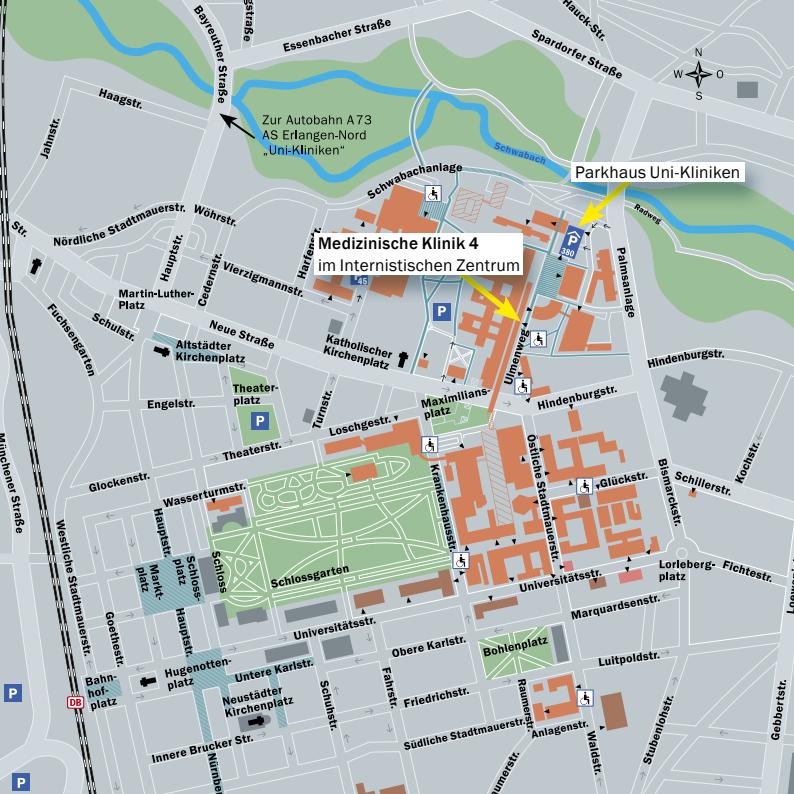 Bayreuther Straße
Essenbacher Straße
Hauck-Str.
Spardorfer Straße
N
W
O
S
Haagstr.
Jahnstr.
Zur Autobahn A 73
AS Erlangen-Nord
„Uni-Kliniken“
Schwabach
Schwabachanlage
Parkhaus Uni-Kliniken
Radweg
Palmsanlage
Nördliche Stadtmauerstr.
Wöhrstr.
Str.
Hauptstr.
Cedernstr.
Harfenstr.
Vierzigmannstr.
Medizinische Klinik 4
im Internistischen Zentrum
P
380
45
P
Martin-Luther-
Platz
Fuchsengarten
Schulstr.
Neue Straße
Altstädter
Kirchenplatz
Katholischer
Kirchenplatz
Ulmenweg
Hindenburgstr.
Theater-
platz
P
Engelstr.
Turnstr.
Maximilians-
platz
Hindenburgstr.
Loschgestr.
Theaterstr.
Münchener Straße
Glockenstr.
Wasserturmstr.
Krankenhausstr.
Östliche Stadtmauerstr.
Glückstr.
Bismarckstr.
Schillerstr.
Kochstr.
Westliche Stadtmauerstr.
Hauptstr.
Schloss-
platz
Markt-
platz
Schloss
Schlossgarten
Universitätsstr.
Lorleberg-
platz
Fichtestr.
Goethestr.
Hauptstr.
Universitätsstr.
Marquardsenstr.
Obere Karlstr.
Bohlenplatz
Luitpoldstr.
Bahn-
hof-
platz
Hugenotten-
platz
Untere Karlstr.
Neustädter
Kirchenplatz
Schuhstr.
Fahrstr.
Friedrichstr.
Raumerstr.
P
DB
Innere Brucker Str.
Südliche Stadtmauerstr.
Anlagenstr.
Waldstr.
Stubenlohstr.
Gebbertstr.
P